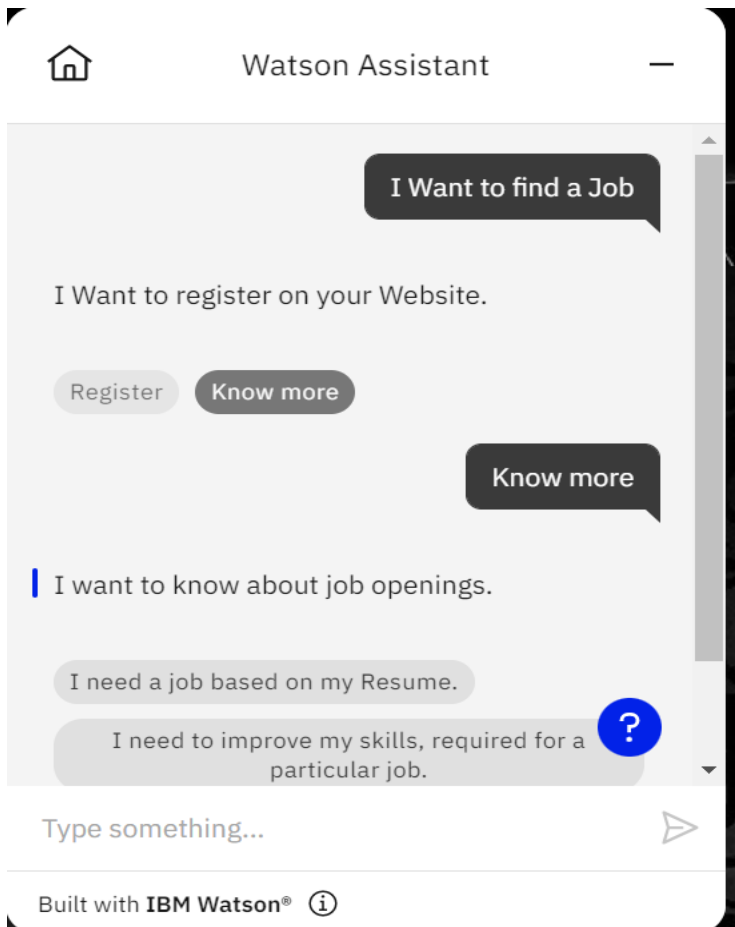 Watson Assistant
I Want to find a Job
I Want to register on your Website.
Register
Know more
Know more
I want to know about job openings.
I need a job based on my Resume.
I need to improve my skills, required for a
particular job.
?
Type something...
Built with IBM Watson®